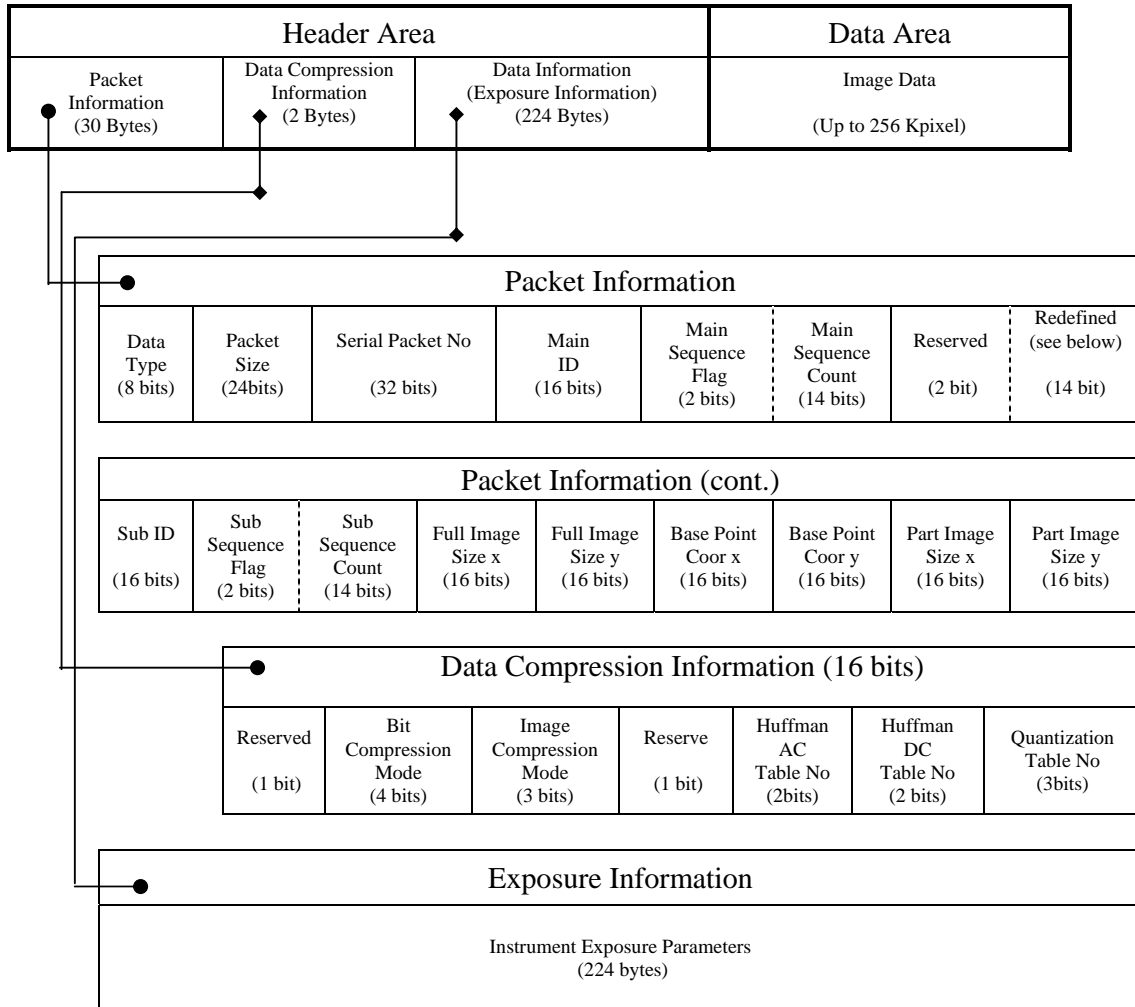 Header Area
Data Area
Packet
Information
(30 Bytes)
Data Compression
Information
(2 Bytes)
Data Information
(Exposure Information)
(224 Bytes)
Image Data
(Up to 256 Kpixel)
Packet Information
Data
Type
(8 bits)
Packet
Size
(24bits)
Serial Packet No
(32 bits)
Main
ID
(16 bits)
Main
Sequence
Flag
(2 bits)
Main
Sequence
Count
(14 bits)
Reserved
(2 bit)
Redefined
(see below)
(14 bit)
Packet Information (cont.)
Sub ID
(16 bits)
Sub
Sequence
Flag
(2 bits)
Sub
Sequence
Count
(14 bits)
Full Image
Size x
(16 bits)
Full Image
Size y
(16 bits)
Base Point
Coor x
(16 bits)
Base Point
Coor y
(16 bits)
Part Image
Size x
(16 bits)
Part Image
Size y
(16 bits)
Data Compression Information (16 bits)
Reserved
(1 bit)
Bit
Compression
Mode
(4 bits)
Image
Compression
Mode
(3 bits)
Reserve
(1 bit)
Huffman
AC
Table No
(2bits)
Huffman
DC
Table No
(2 bits)
Quantization
Table No
(3bits)
Exposure Information
Instrument Exposure Parameters
(224 bytes)